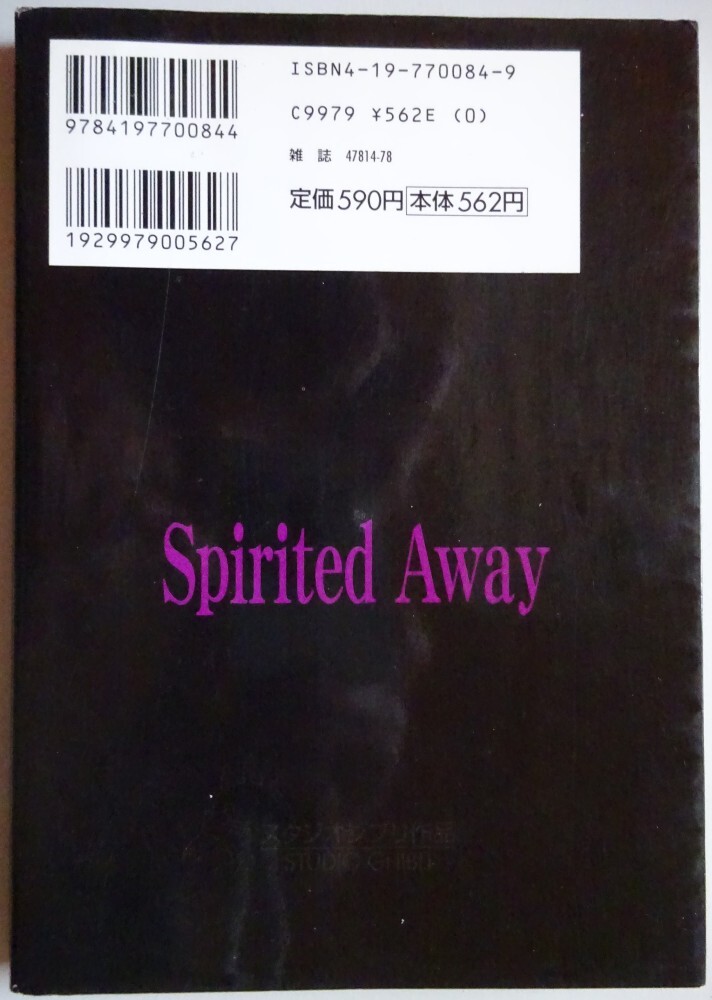 ISBN4-19-770084-9
9784197700844
C9979 ¥562E (0)
雑 誌 47814-78
定価590円 本体562円
1929979005627
Spirited Away
スタジオジブリ作品
STUDIO GHIBLI